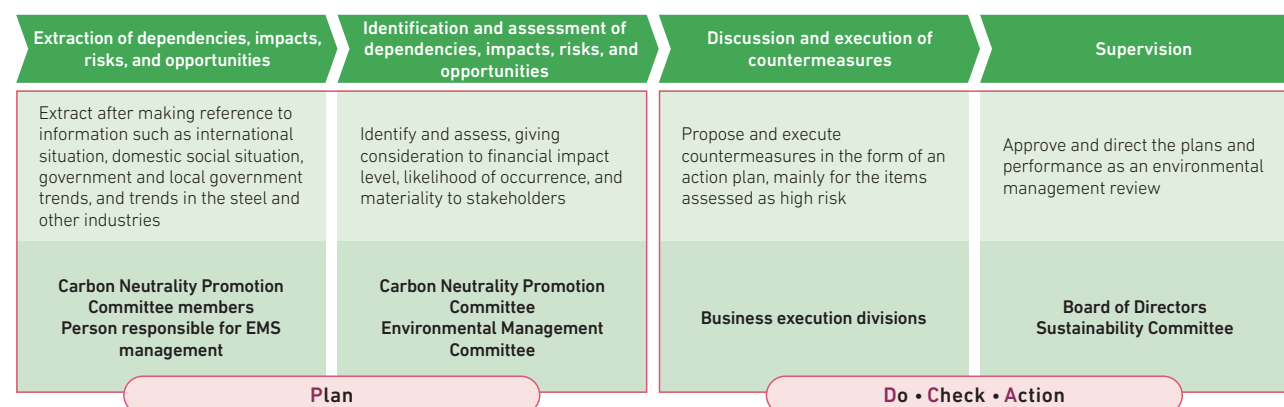 Extraction of dependencies, impacts,
risks, and opportunities
Identification and assessment of
dependencies, impacts, risks, and
opportunities
Discussion and execution of
countermeasures
Supervision
Extract after making reference to
information such as international
situation, domestic social situation,
government and local government
trends, and trends in the steel and
other industries
Identify and assess, giving
consideration to financial impact
level, likelihood of occurrence, and
materiality to stakeholders
Propose and execute
countermeasures in the form of an
action plan, mainly for the items
assessed as high risk
Approve and direct the plans and
performance as an environmental
management review
Carbon Neutrality Promotion
Committee members
Person responsible for EMS
management
Carbon Neutrality Promotion
Committee
Environmental Management
Committee
Business execution divisions
Board of Directors
Sustainability Committee
Plan
Do • Check • Action